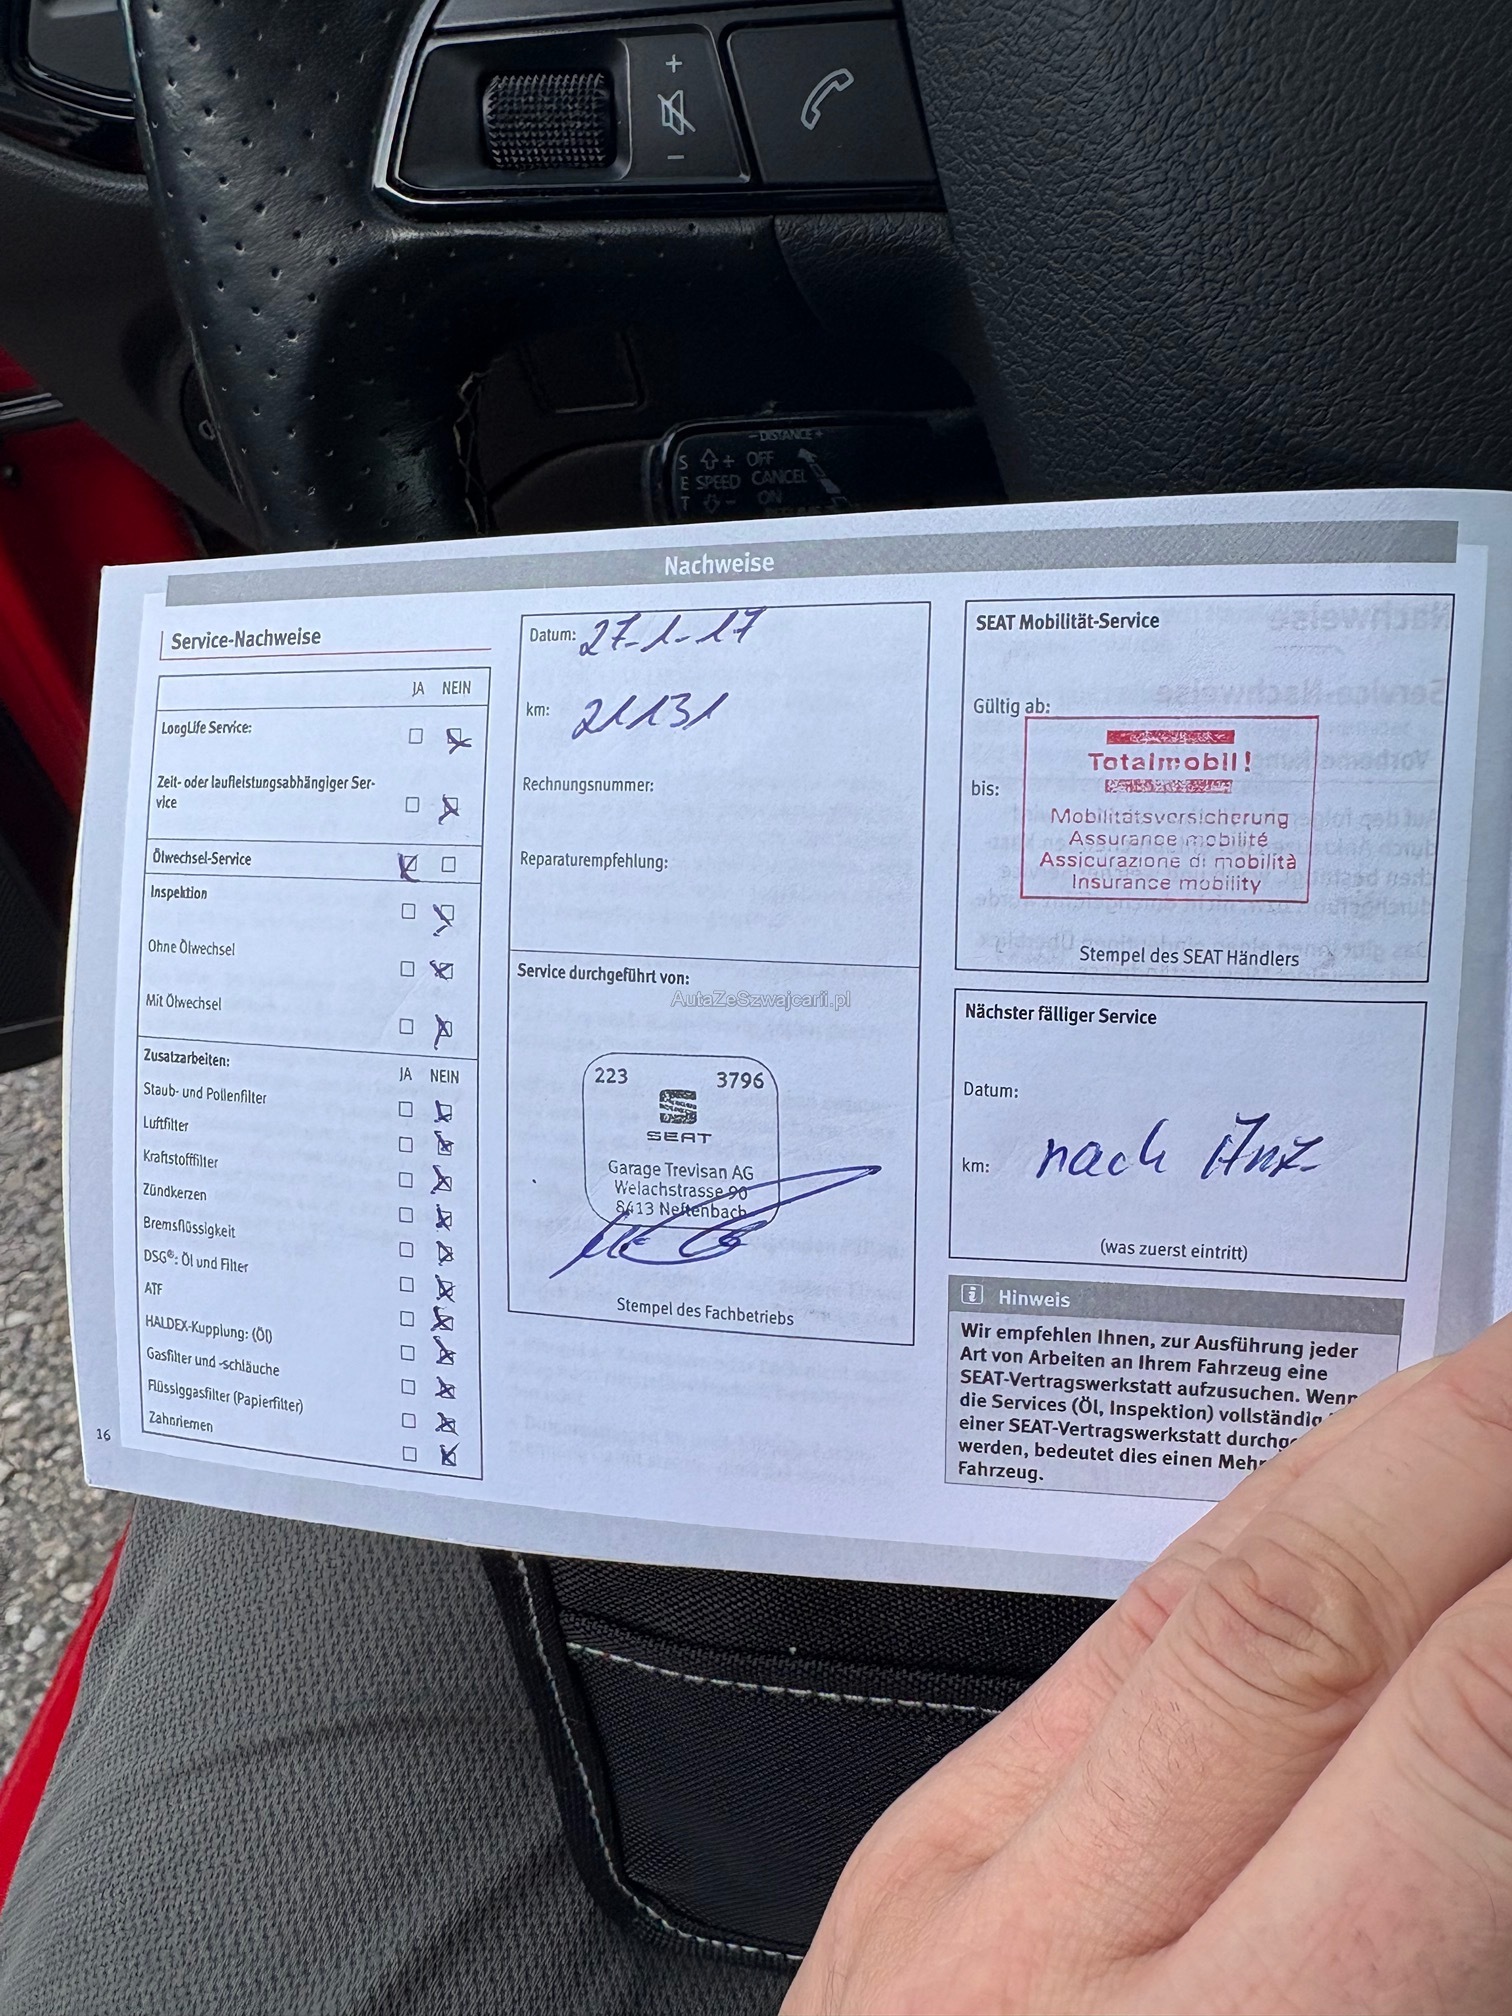 +
−
− DISTANCE +
S + OFF
E SPEED CANCEL
T − ON
Nachweise
Service-Nachweise
JA NEIN
LongLife Service:
Zeit- oder laufleistungsabhängiger Ser-
vice
Ölwechsel-Service
Inspektion
Ohne Ölwechsel
Mit Ölwechsel
Zusatzarbeiten:
JA NEIN
Staub- und Pollenfilter
Luftfilter
Kraftstofffilter
Zündkerzen
Bremsflüssigkeit
DSG®: Öl und Filter
ATF
HALDEX-Kupplung: (Öl)
Gasfilter und -schläuche
Flüssiggasfilter (Papierfilter)
Zahnriemen
16
Datum: 27-1-17
km: 21131
Rechnungsnummer:
Reparaturempfehlung:
Service durchgeführt von:
AutaZeSzwajcarii.pl
223 3796
SEAT
Garage Trevisan AG
Welachstrasse 90
8413 Neftenbach
Stempel des Fachbetriebs
SEAT Mobilität-Service
Gültig ab:
bis:
Totalmobil!
Mobilitätsversicherung
Assurance mobilité
Assicurazione di mobilità
Insurance mobility
Stempel des SEAT Händlers
Nächster fälliger Service
Datum:
km: nach Anz.
(was zuerst eintritt)
i Hinweis
Wir empfehlen Ihnen, zur Ausführung jeder
Art von Arbeiten an Ihrem Fahrzeug eine
SEAT-Vertragswerkstatt aufzusuchen. Wenn
die Services (Öl, Inspektion) vollständig
einer SEAT-Vertragswerkstatt durchge
werden, bedeutet dies einen Mehr
Fahrzeug.